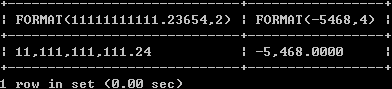 | FORMAT(11111111111.23654,2) | FORMAT(-5468,4) |
| 11,111,111,111.24 | -5,468.0000 |
1 row in set (0.00 sec)